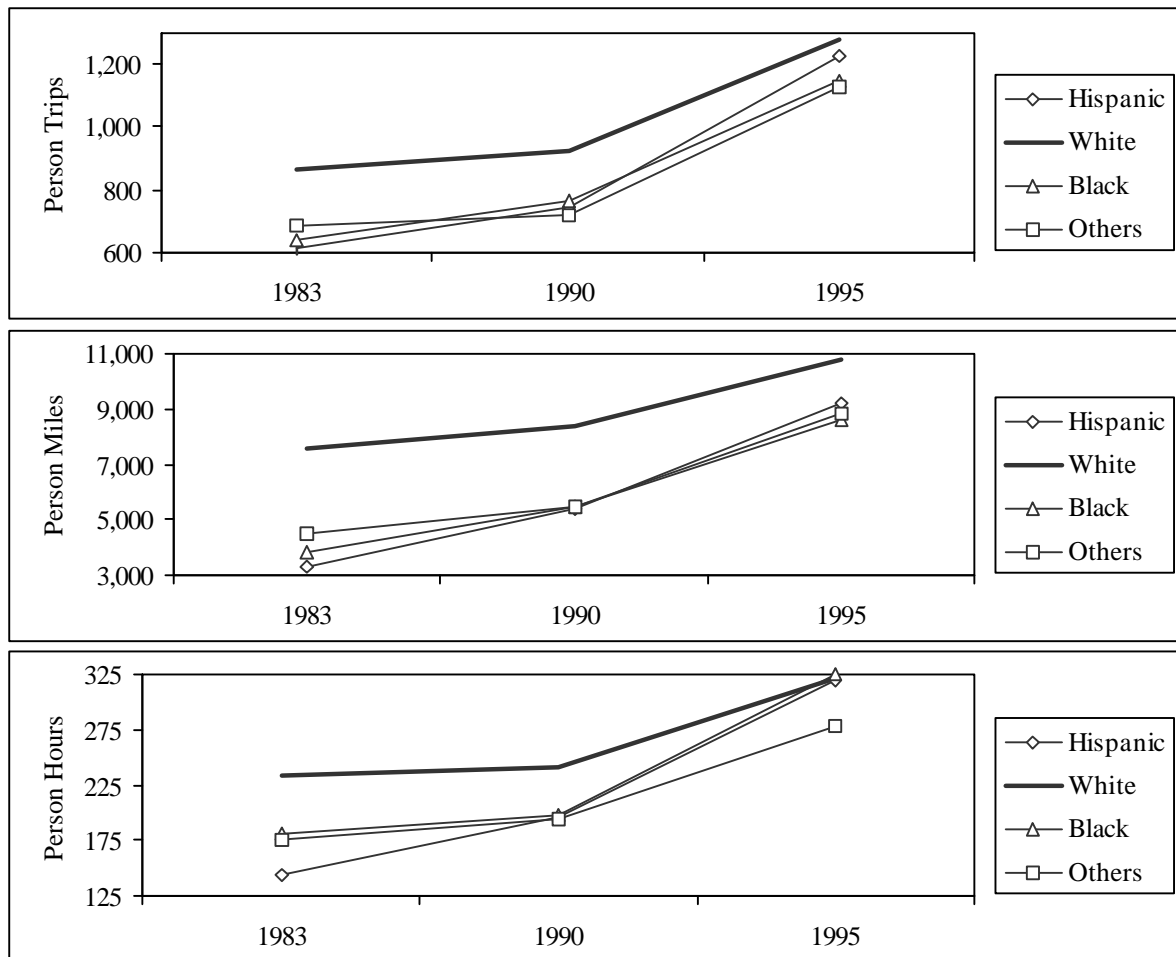 Person Trips
1,200
1,000
800
600
1983 1990 1995
Hispanic
White
Black
Others
Person Miles
11,000
9,000
7,000
5,000
3,000
1983 1990 1995
Hispanic
White
Black
Others
Person Hours
325
275
225
175
125
1983 1990 1995
Hispanic
White
Black
Others